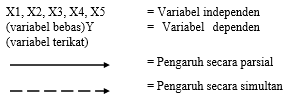 X1, X2, X3, X4, X5 = Variabel independen
(variabel bebas)Y = Variabel dependen
(variabel terikat)
= Pengaruh secara parsial
= Pengaruh secara simultan